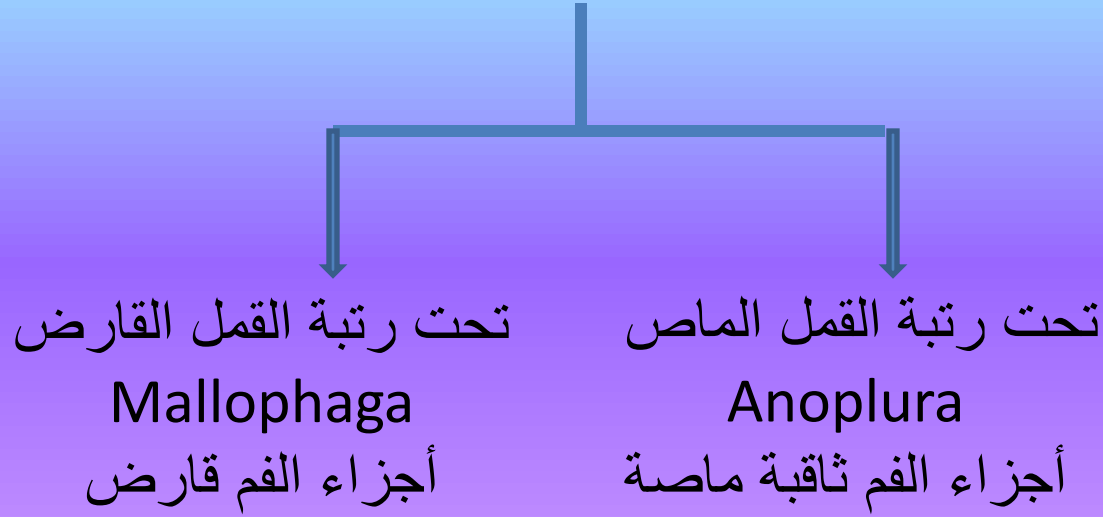 تحت رتبة القمل الماص
Anoplura
أجزاء الفم ثاقبة ماصة
تحت رتبة القمل القارض
Mallophaga
أجزاء الفم قارض